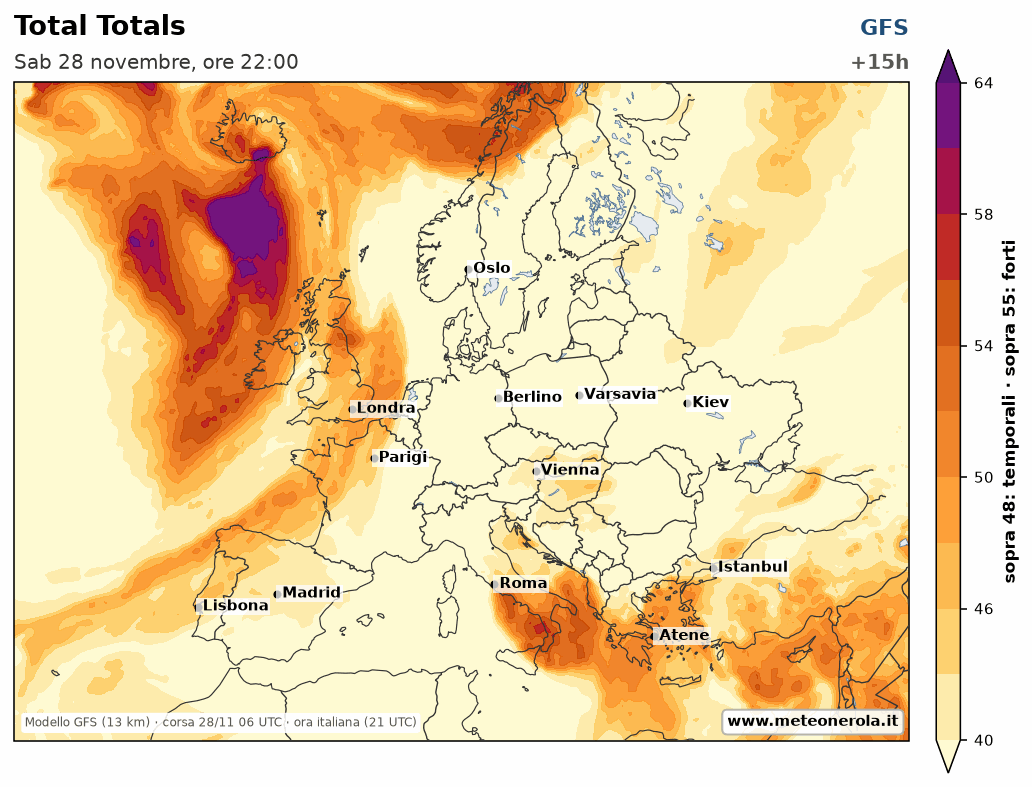 Total Totals
GFS
Sab 28 novembre, ore 22:00
+15h
64
58
54
50
46
40
sopra 48: temporali · sopra 55: forti
Oslo
Londra
Berlino
Varsavia
Kiev
Parigi
Vienna
Istanbul
Roma
Madrid
Lisbona
Atene
Modello GFS (13 km) · corsa 28/11 06 UTC · ora italiana (21 UTC)
www.meteonerola.it